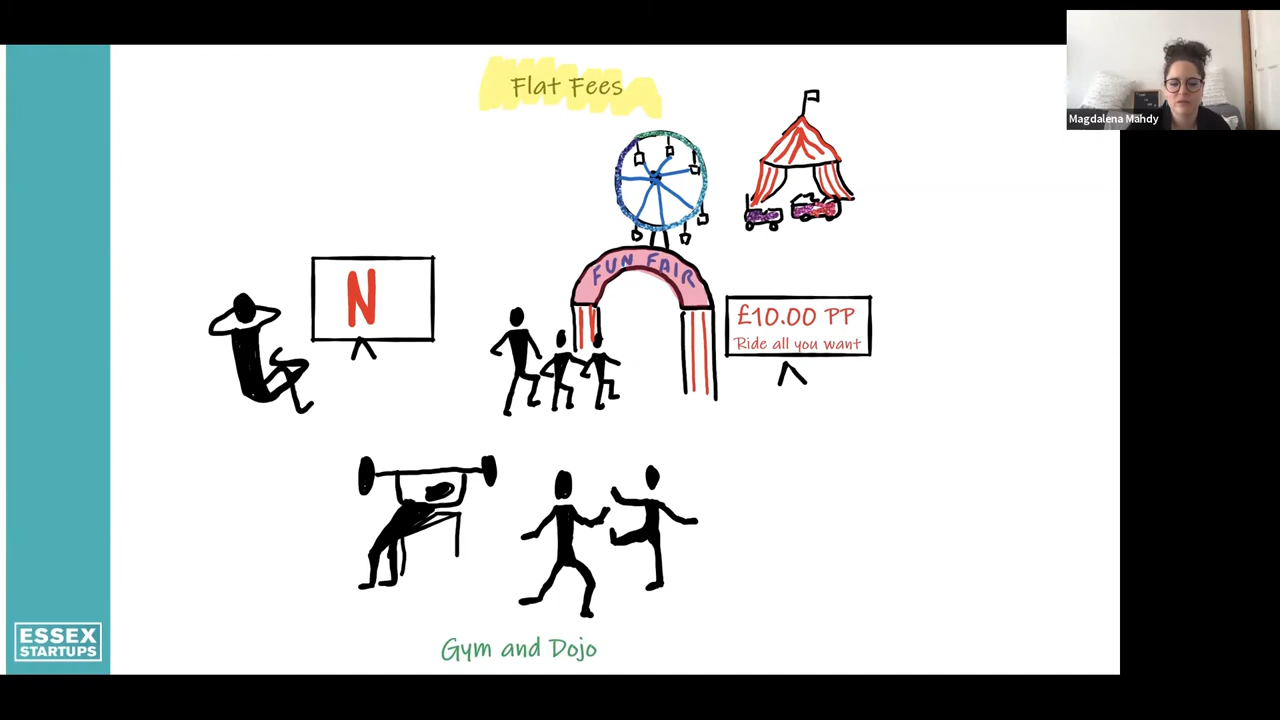 Flat Fees
Magdalena Mahdy
FUN FAIR
N
£10.00 PP
Ride all you want
Gym and Dojo
ESSEX
STARTUPS